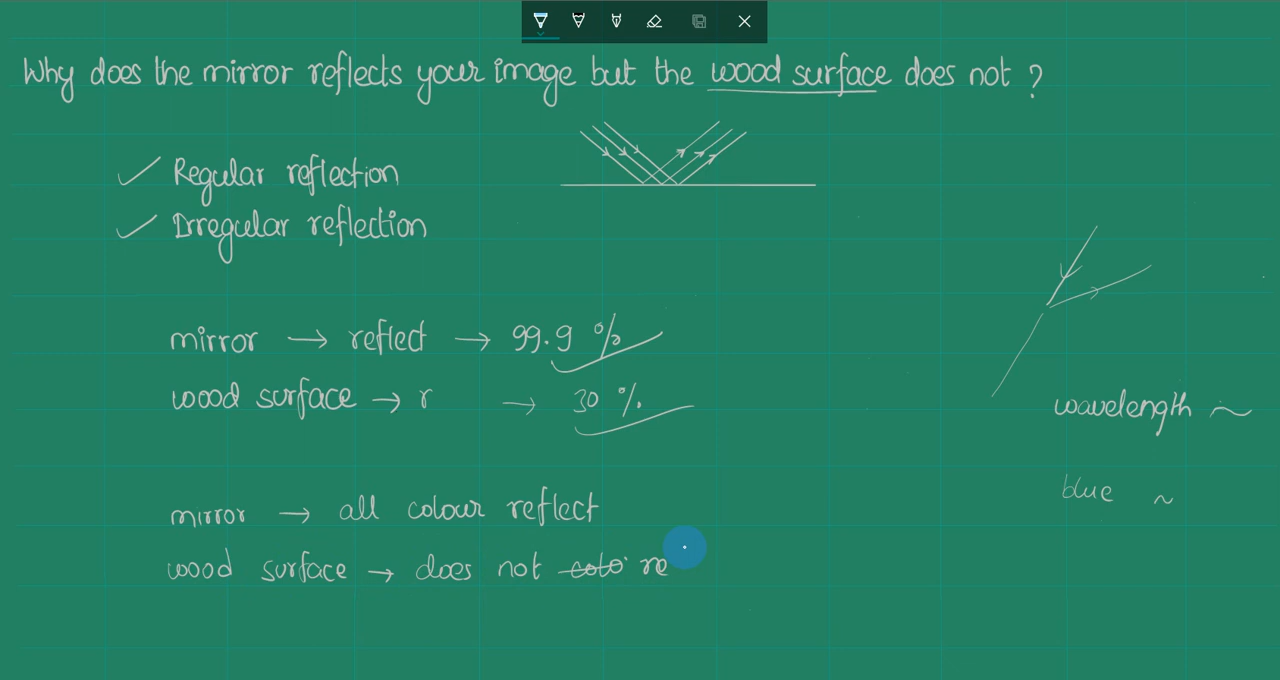 Why does the mirror reflects your image but the wood surface does not ?
Regular reflection
Irregular reflection
mirror → reflect → 99.9 %
wood surface → r → 30 %.
wavelength ~
blue ~
mirror → all colour reflect
wood surface → does not colo re